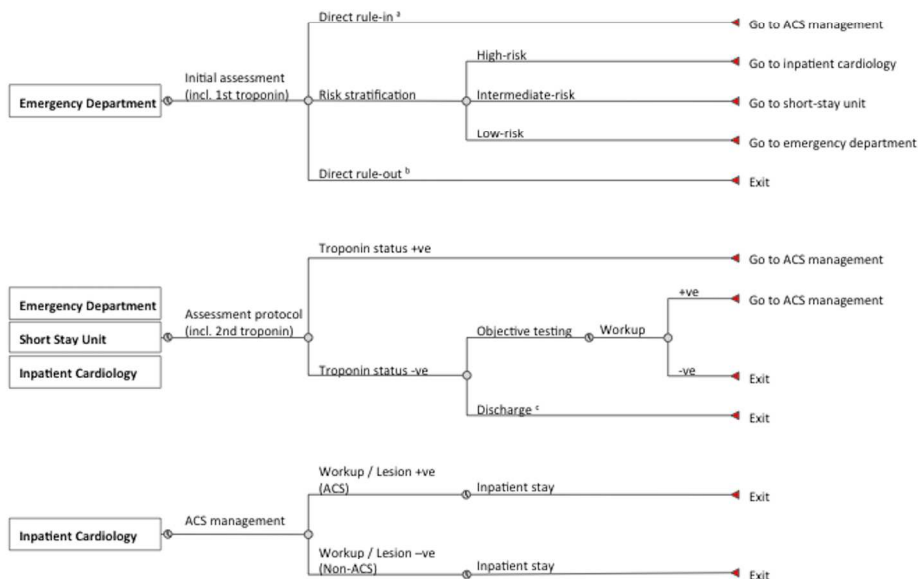 Direct rule-in a
Go to ACS management
High-risk
Go to inpatient cardiology
Initial assessment
(incl. 1st troponin)
Emergency Department
Risk stratification
Intermediate-risk
Go to short-stay unit
Low-risk
Go to emergency department
Direct rule-out b
Exit
Troponin status +ve
Go to ACS management
+ve
Go to ACS management
Emergency Department
Assessment protocol
(incl. 2nd troponin)
Short Stay Unit
Objective testing
Workup
Inpatient Cardiology
Troponin status -ve
-ve
Exit
Discharge c
Exit
Workup / Lesion +ve
(ACS)
Inpatient stay
Exit
Inpatient Cardiology
ACS management
Workup / Lesion –ve
(Non-ACS)
Inpatient stay
Exit